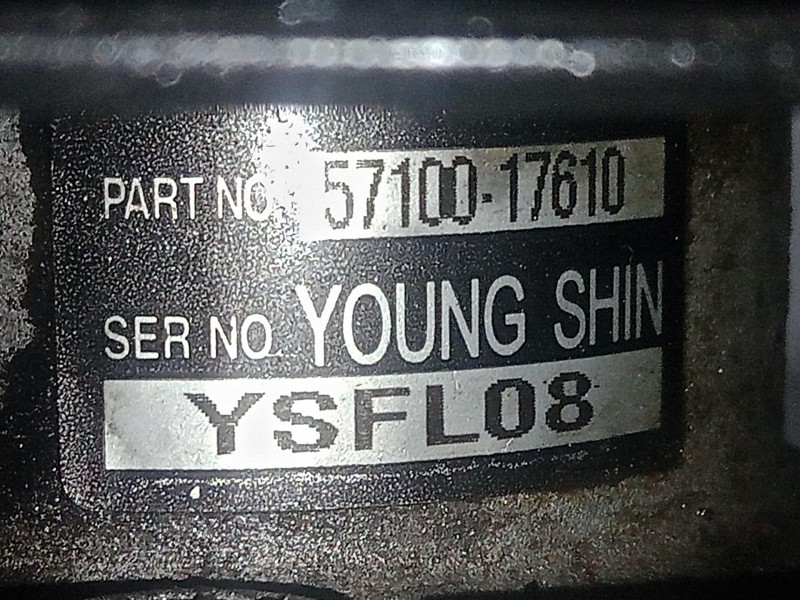 PART NO. 57100-17610
SER NO. YOUNG SHIN
YSFL08